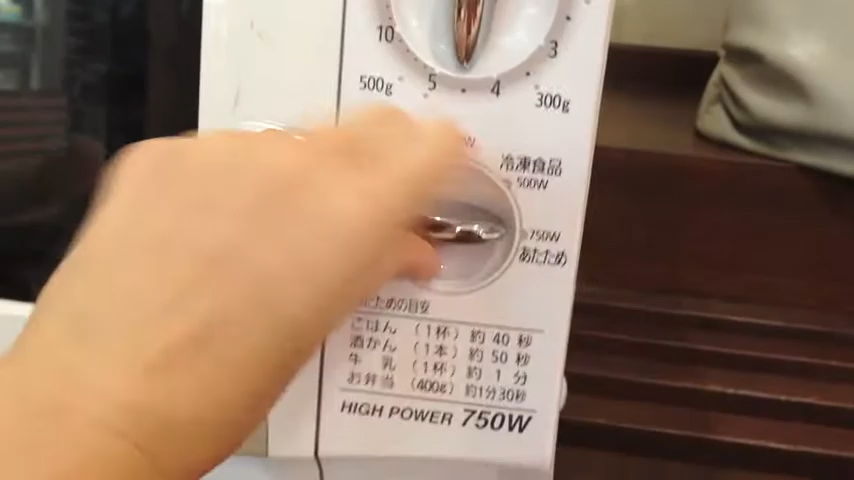 10 3
500g 5 4 300g
冷凍食品
500W
750W
あたため
ための目安
ごはん (1杯) 約 40 秒
酒かん (1本) 約 50 秒
牛乳 (1杯) 約 1 分
お弁当 (400g) 約1分30秒
HIGH POWER 750W